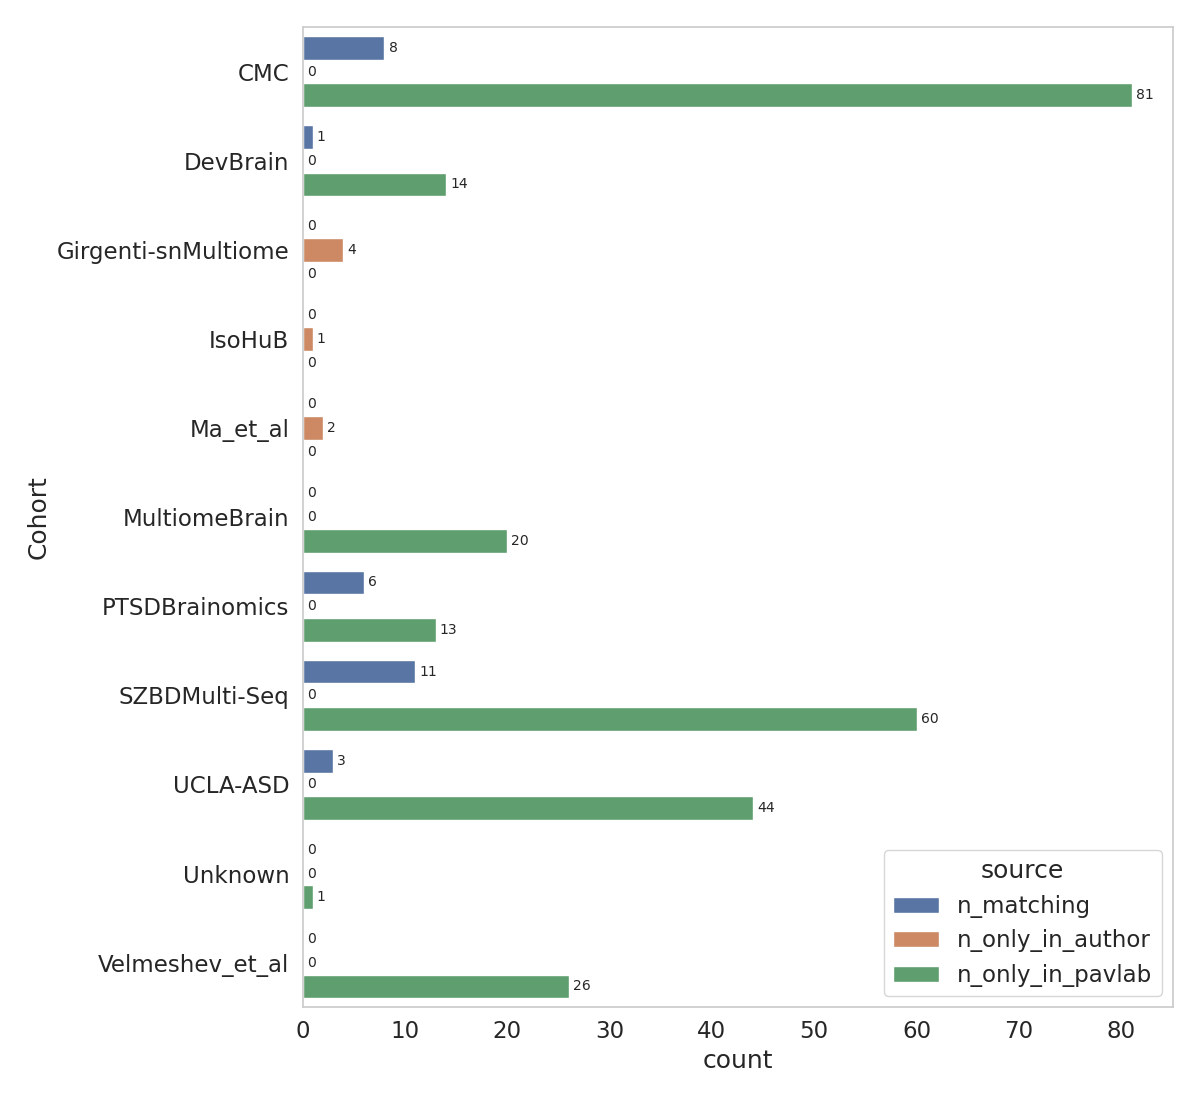 CMC
8
0
81
DevBrain
1
0
14
Girgenti-snMultiome
0
4
0
IsoHuB
0
1
0
Ma_et_al
0
2
0
MultiomeBrain
0
0
20
PTSDBrainomics
6
0
13
SZBDMulti-Seq
11
0
60
UCLA-ASD
3
0
44
Unknown
0
0
1
Velmeshev_et_al
0
0
26
Cohort
0 10 20 30 40 50 60 70 80
count
source
n_matching
n_only_in_author
n_only_in_pavlab